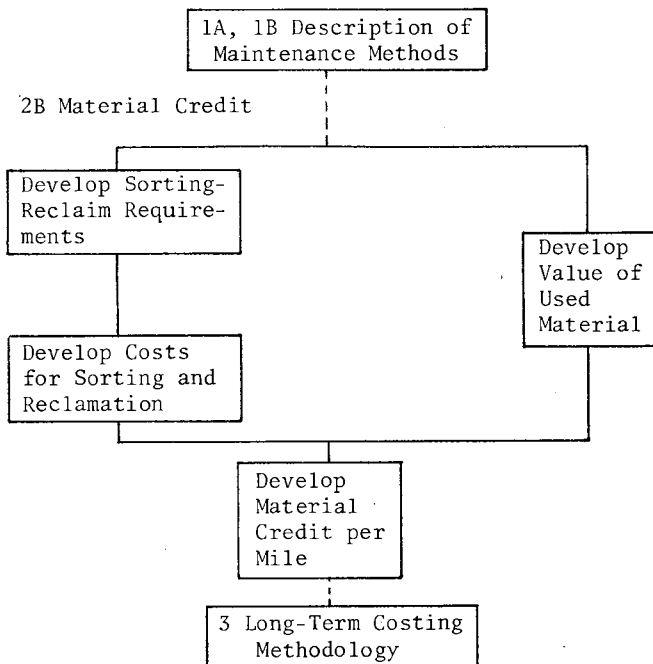 1A, 1B Description of
Maintenance Methods
2B Material Credit
Develop Sorting-
Reclaim Require-
ments
Develop
Value of
Used
Material
Develop Costs
for Sorting and
Reclamation
Develop
Material
Credit per
Mile
3 Long-Term Costing
Methodology